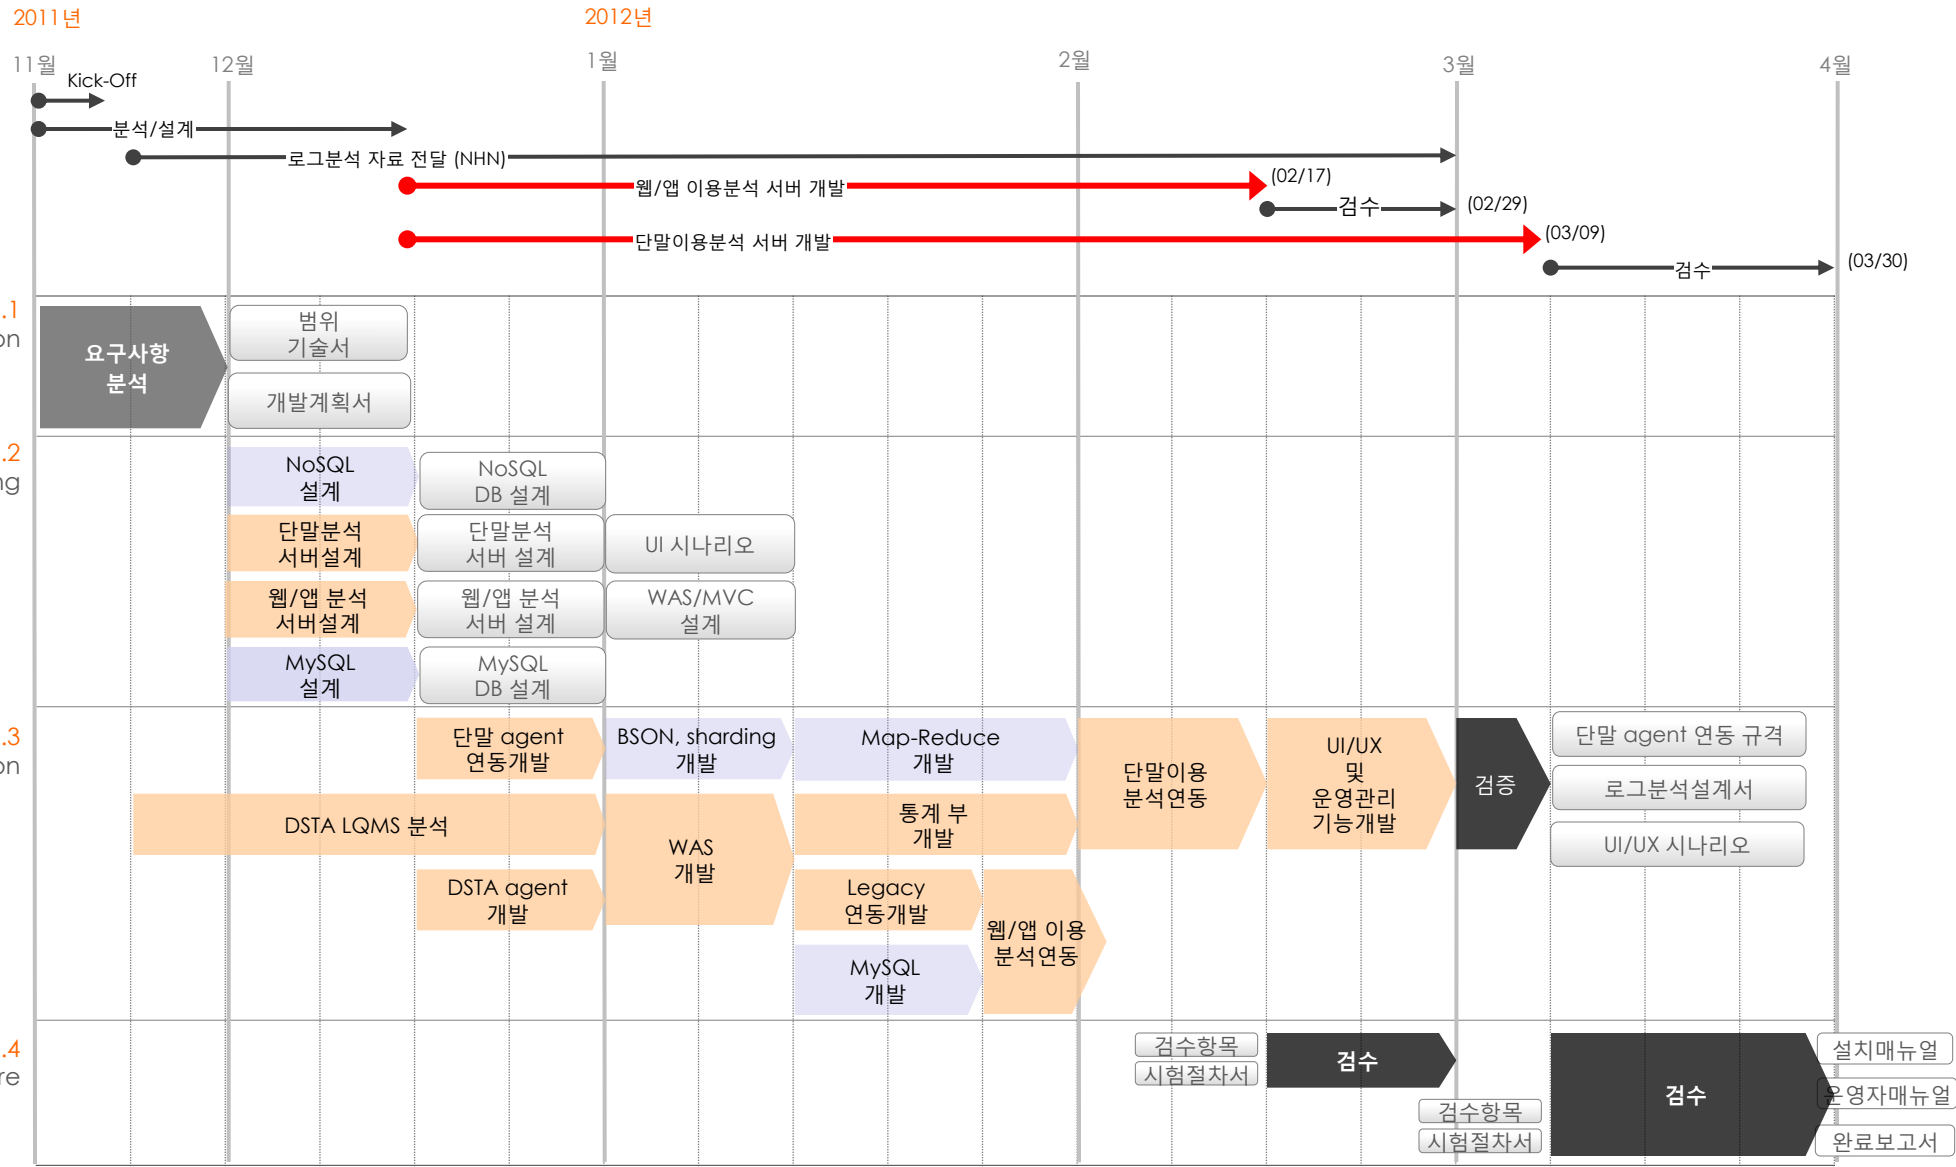 2011년
2012년
11월
12월
1월
2월
3월
4월
Kick-Off
분석/설계
로그분석 자료 전달 (NHN)
웹/앱 이용분석 서버 개발
(02/17)
검수
(02/29)
단말이용분석 서버 개발
(03/09)
검수
(03/30)
.1
on
요구사항
분석
범위
기술서
개발계획서
.2
ng
NoSQL
설계
NoSQL
DB 설계
단말분석
서버설계
단말분석
서버 설계
UI 시나리오
웹/앱 분석
서버설계
웹/앱 분석
서버 설계
WAS/MVC
설계
MySQL
설계
MySQL
DB 설계
.3
on
단말 agent
연동개발
BSON, sharding
개발
Map-Reduce
개발
단말이용
분석연동
UI/UX
및
운영관리
기능개발
검증
단말 agent 연동 규격
로그분석설계서
UI/UX 시나리오
DSTA LQMS 분석
WAS
개발
통계 부
개발
DSTA agent
개발
Legacy
연동개발
웹/앱 이용
분석연동
MySQL
개발
.4
re
검수항목
시험절차서
검수
검수항목
시험절차서
검수
설치매뉴얼
운영자매뉴얼
완료보고서